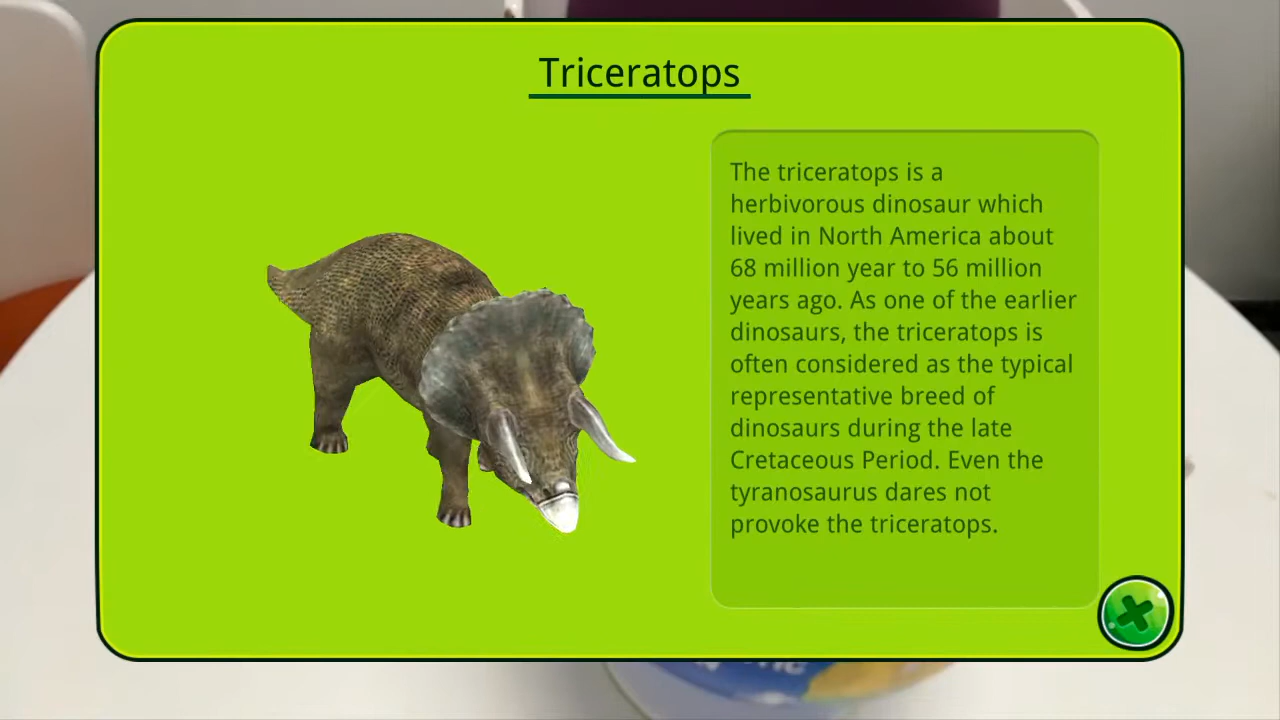 Triceratops
The triceratops is a
herbivorous dinosaur which
lived in North America about
68 million year to 56 million
years ago. As one of the earlier
dinosaurs, the triceratops is
often considered as the typical
representative breed of
dinosaurs during the late
Cretaceous Period. Even the
tyranosaurus dares not
provoke the triceratops.